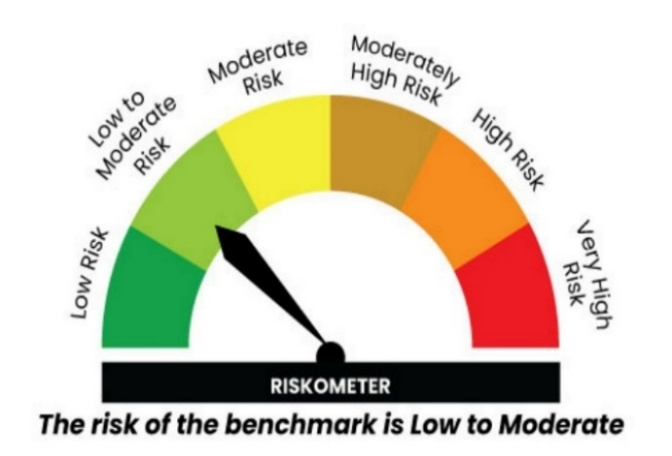 Low Risk
Low to
Moderate
Risk
Moderate
Risk
Moderately
High Risk
High Risk
Very High
Risk
RISKOMETER
The risk of the benchmark is Low to Moderate